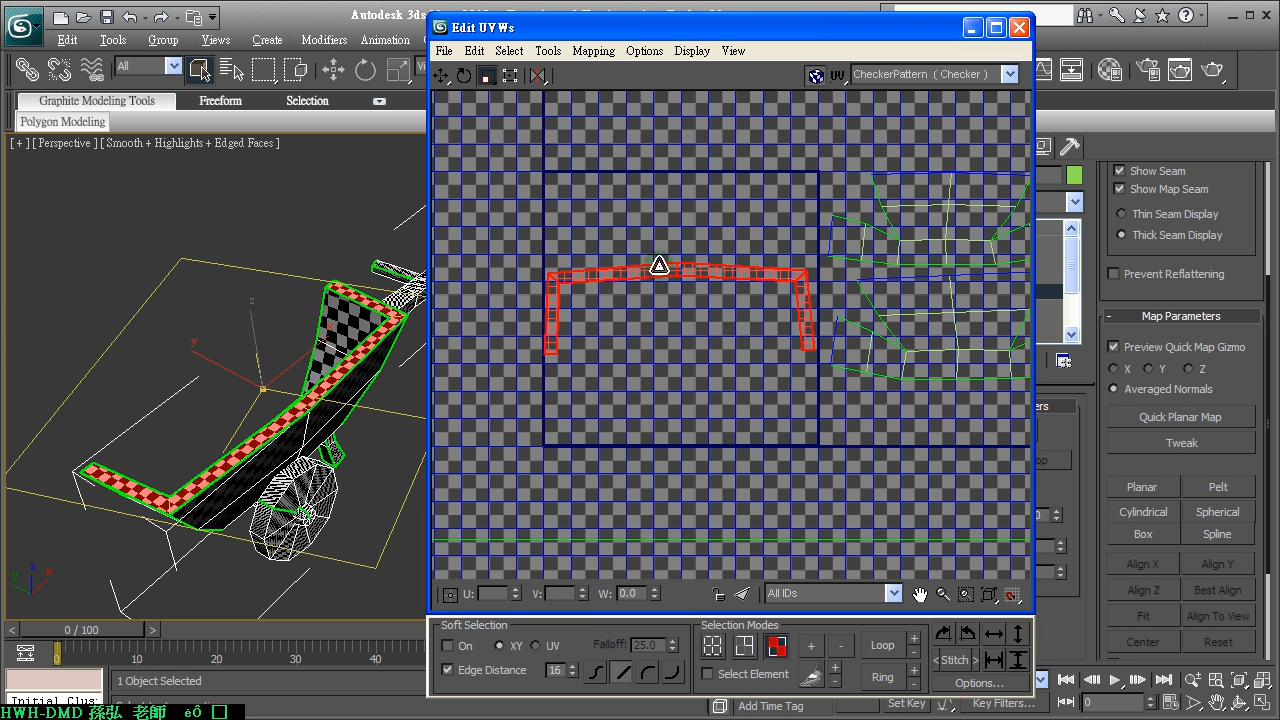 Autodesk 3ds
Edit UVWs
Edit Tools Group Views Modifiers Animation
File Edit Select Tools Mapping Options Display View
All
UV CheckerPattern ( Checker )
Graphite Modeling Tools Freeform Selection
Polygon Modeling
[ + ] [ Perspective ] [ Smooth + Highlights + Edged Faces ]
Show Seam
Show Map Seam
Thin Seam Display
Thick Seam Display
Prevent Reflattening
- Map Parameters
Preview Quick Map Gizmo
X Y Z
Averaged Normals
Quick Planar Map
Tweak
Planar Pelt
Cylindrical Spherical
Box Spline
Align X Align Y
Align Z Best Align
Fit Align To View
Center Reset
z
y
x
U: V: W: 0.0 All IDs
Soft Selection
On XY UV Falloff: 25.0
Edge Distance 16
Selection Modes
+ - Loop + -
Select Element + - Ring + -
< Stitch >
Options...
< 0 / 100 >
0 10 20 30 40
1 Object Selected
Add Time Tag
Set Key Key Filters... 0
HWH-DMD 孫弘 老師